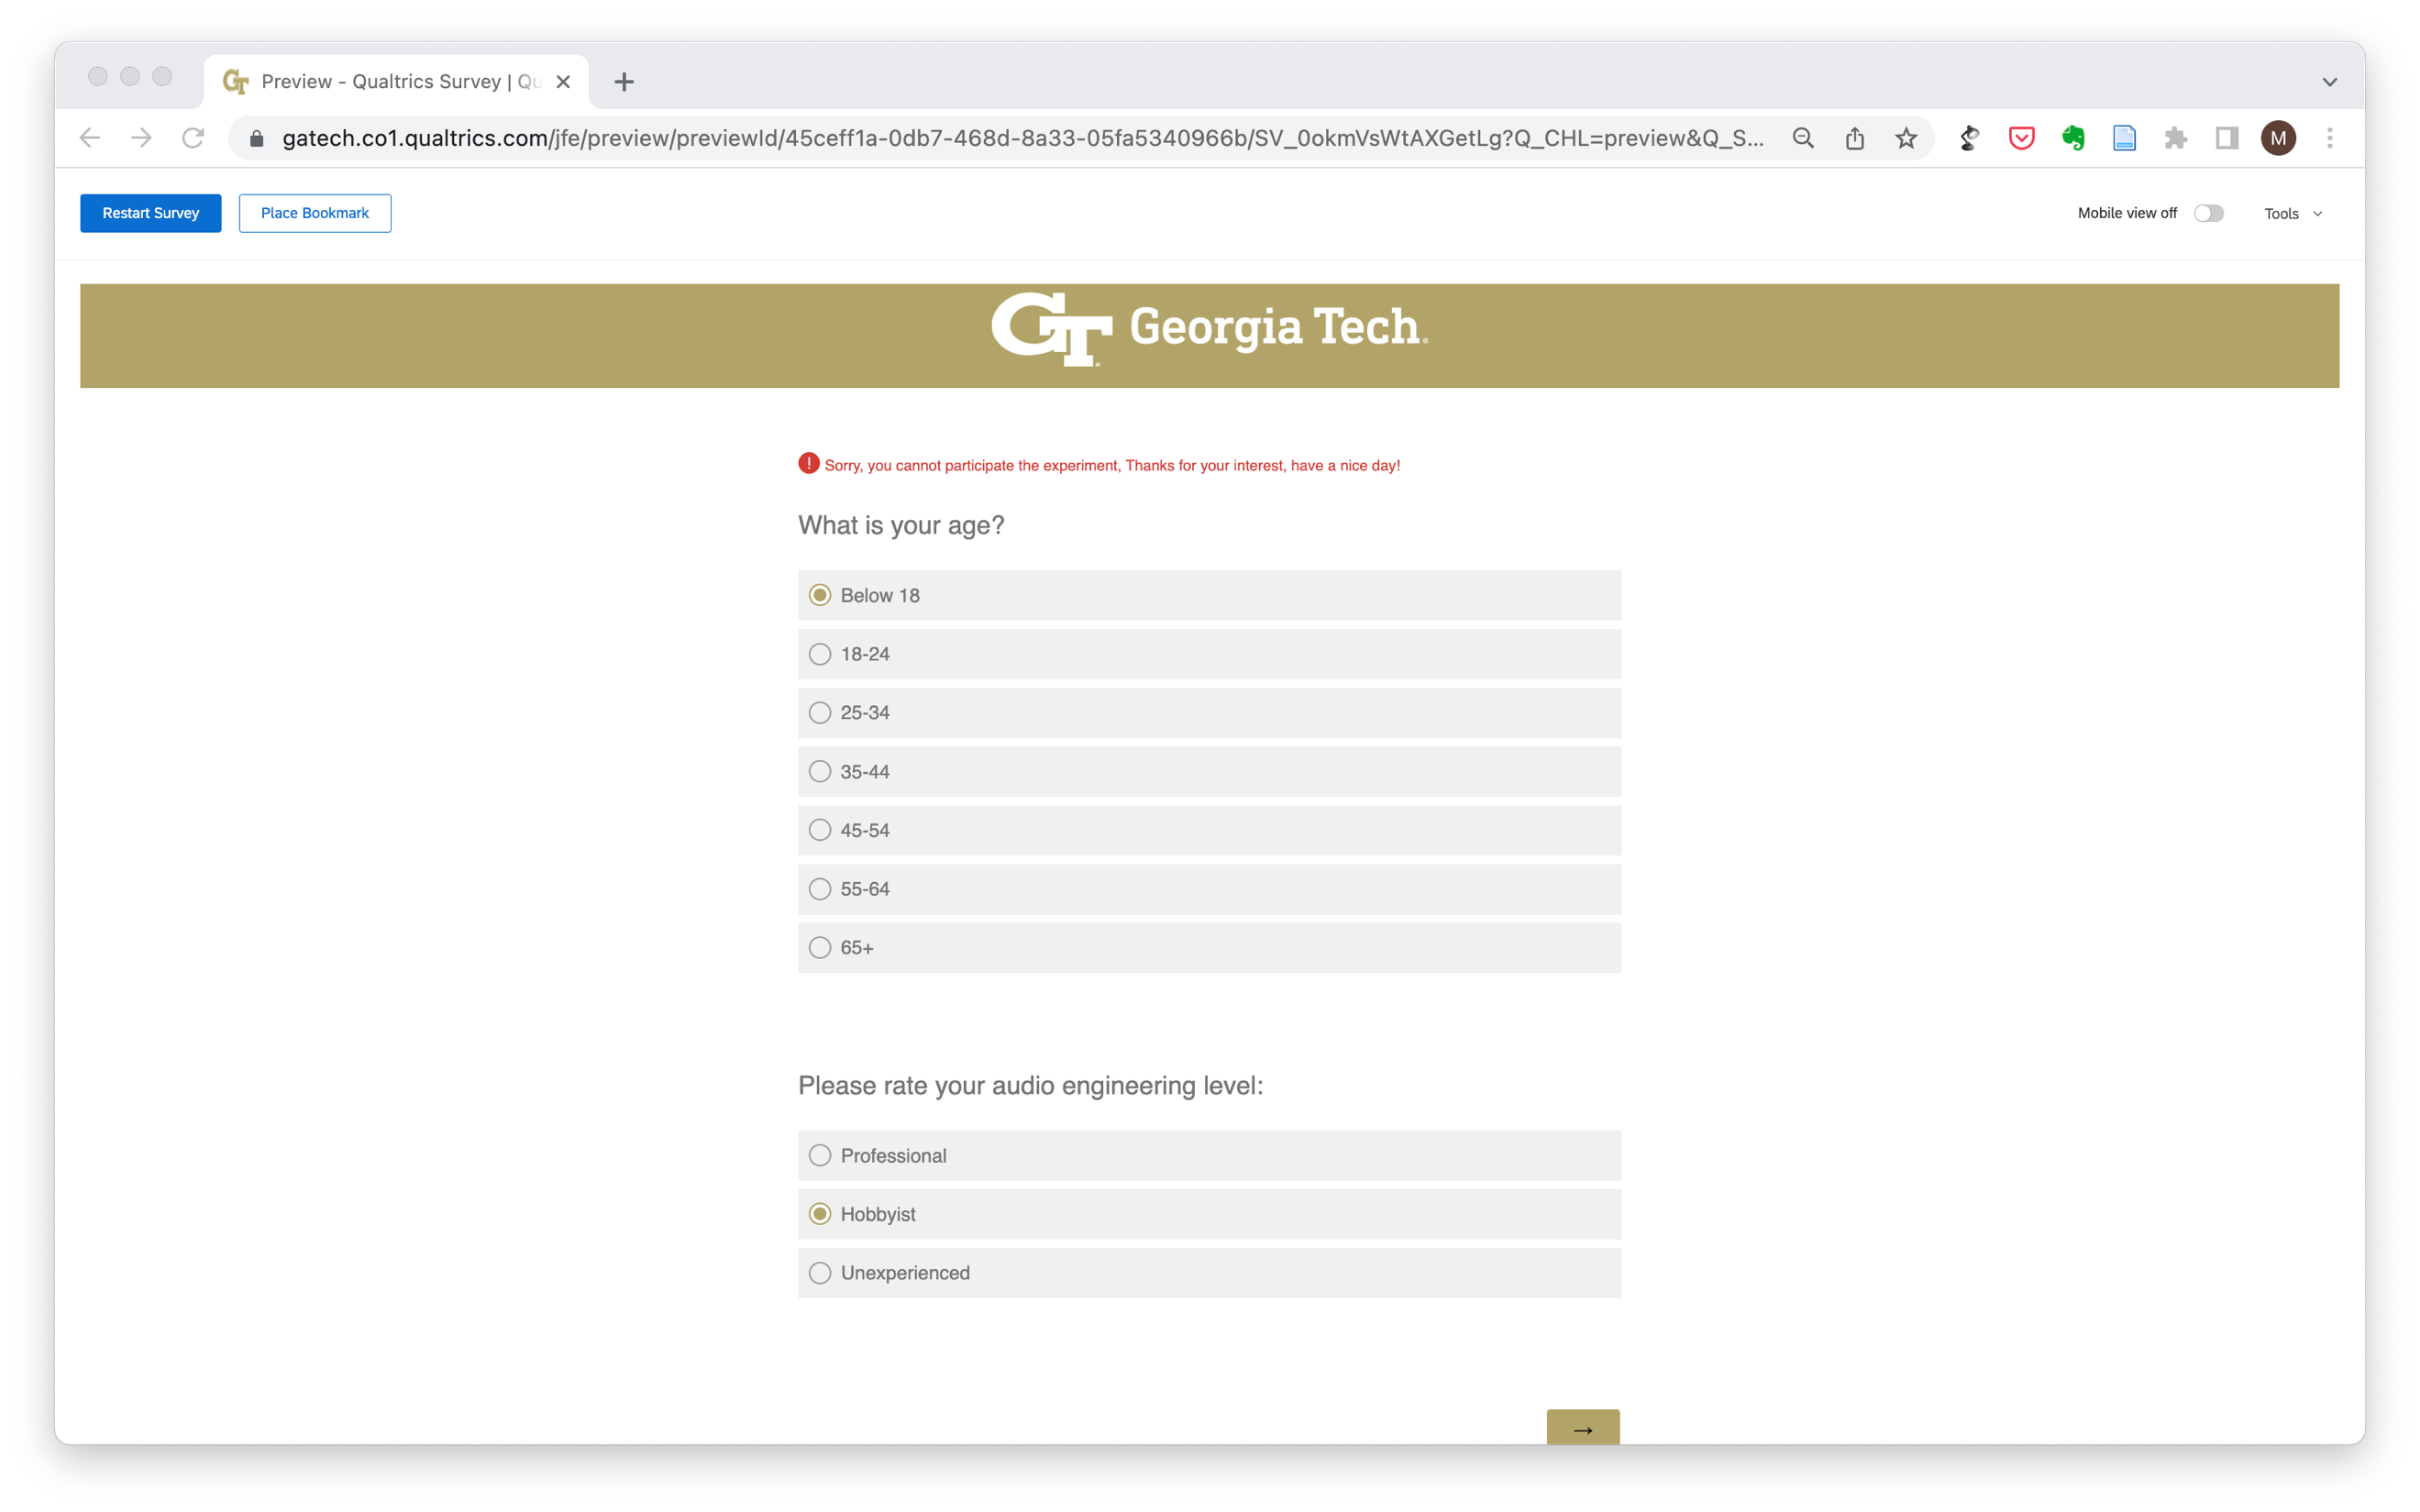 Preview - Qualtrics Survey | Qu
gatech.co1.qualtrics.com/jfe/preview/previewId/45ceff1a-0db7-468d-8a33-05fa5340966b/SV_0okmVsWtAXGetLg?Q_CHL=preview&Q_S...
M
Restart Survey
Place Bookmark
Mobile view off
Tools
GT Georgia Tech.
Sorry, you cannot participate the experiment, Thanks for your interest, have a nice day!
What is your age?
Below 18
18-24
25-34
35-44
45-54
55-64
65+
Please rate your audio engineering level:
Professional
Hobbyist
Unexperienced
→